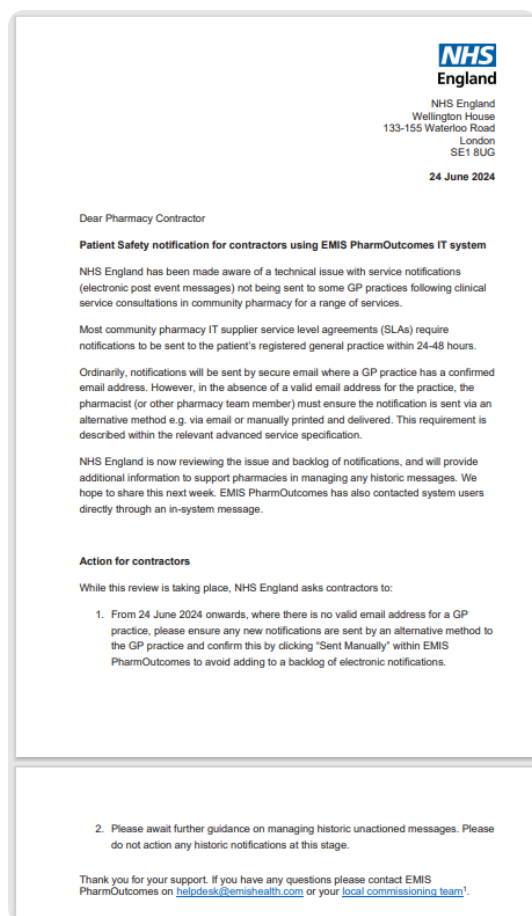 NHS
England
NHS England
Wellington House
133-155 Waterloo Road
London
SE1 8UG
24 June 2024
Dear Pharmacy Contractor
Patient Safety notification for contractors using EMIS PharmOutcomes IT system
NHS England has been made aware of a technical issue with service notifications
(electronic post event messages) not being sent to some GP practices following clinical
service consultations in community pharmacy for a range of services.
Most community pharmacy IT supplier service level agreements (SLAs) require
notifications to be sent to the patient's registered general practice within 24-48 hours.
Ordinarily, notifications will be sent by secure email where a GP practice has a confirmed
email address. However, in the absence of a valid email address for the practice, the
pharmacist (or other pharmacy team member) must ensure the notification is sent via an
alternative method e.g. via email or manually printed and delivered. This requirement is
described within the relevant advanced service specification.
NHS England is now reviewing the issue and backlog of notifications, and will provide
additional information to support pharmacies in managing any historic messages. We
hope to share this next week. EMIS PharmOutcomes has also contacted system users
directly through an in-system message.
Action for contractors
While this review is taking place, NHS England asks contractors to:
1. From 24 June 2024 onwards, where there is no valid email address for a GP
practice, please ensure any new notifications are sent by an alternative method to
the GP practice and confirm this by clicking "Sent Manually" within EMIS
PharmOutcomes to avoid adding to a backlog of electronic notifications.
2. Please await further guidance on managing historic unactioned messages. Please
do not action any historic notifications at this stage.
Thank you for your support. If you have any questions please contact EMIS
PharmOutcomes on helpdesk@emishealth.com or your local commissioning team¹.